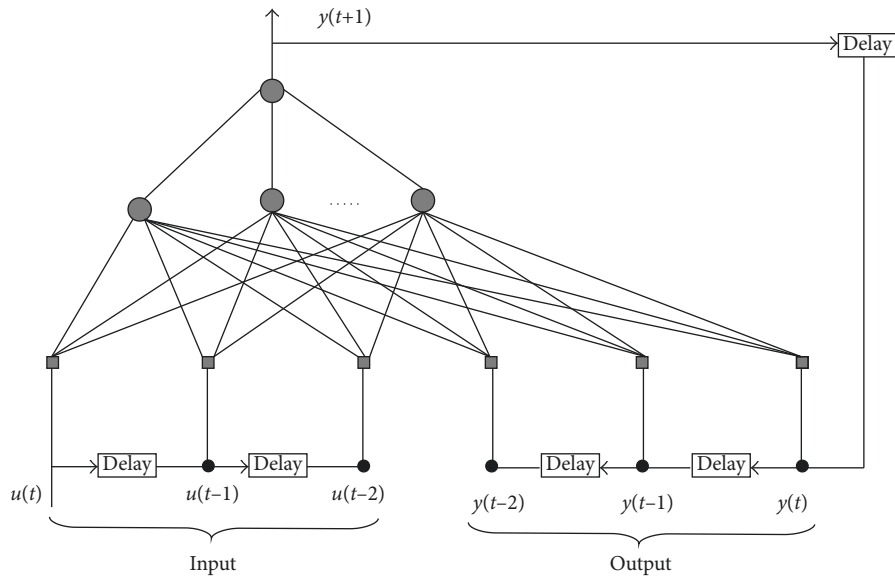 y(t+1)
Delay
.....
Delay
Delay
Delay
Delay
u(t)
u(t–1)
u(t–2)
y(t–2)
y(t–1)
y(t)
Input
Output